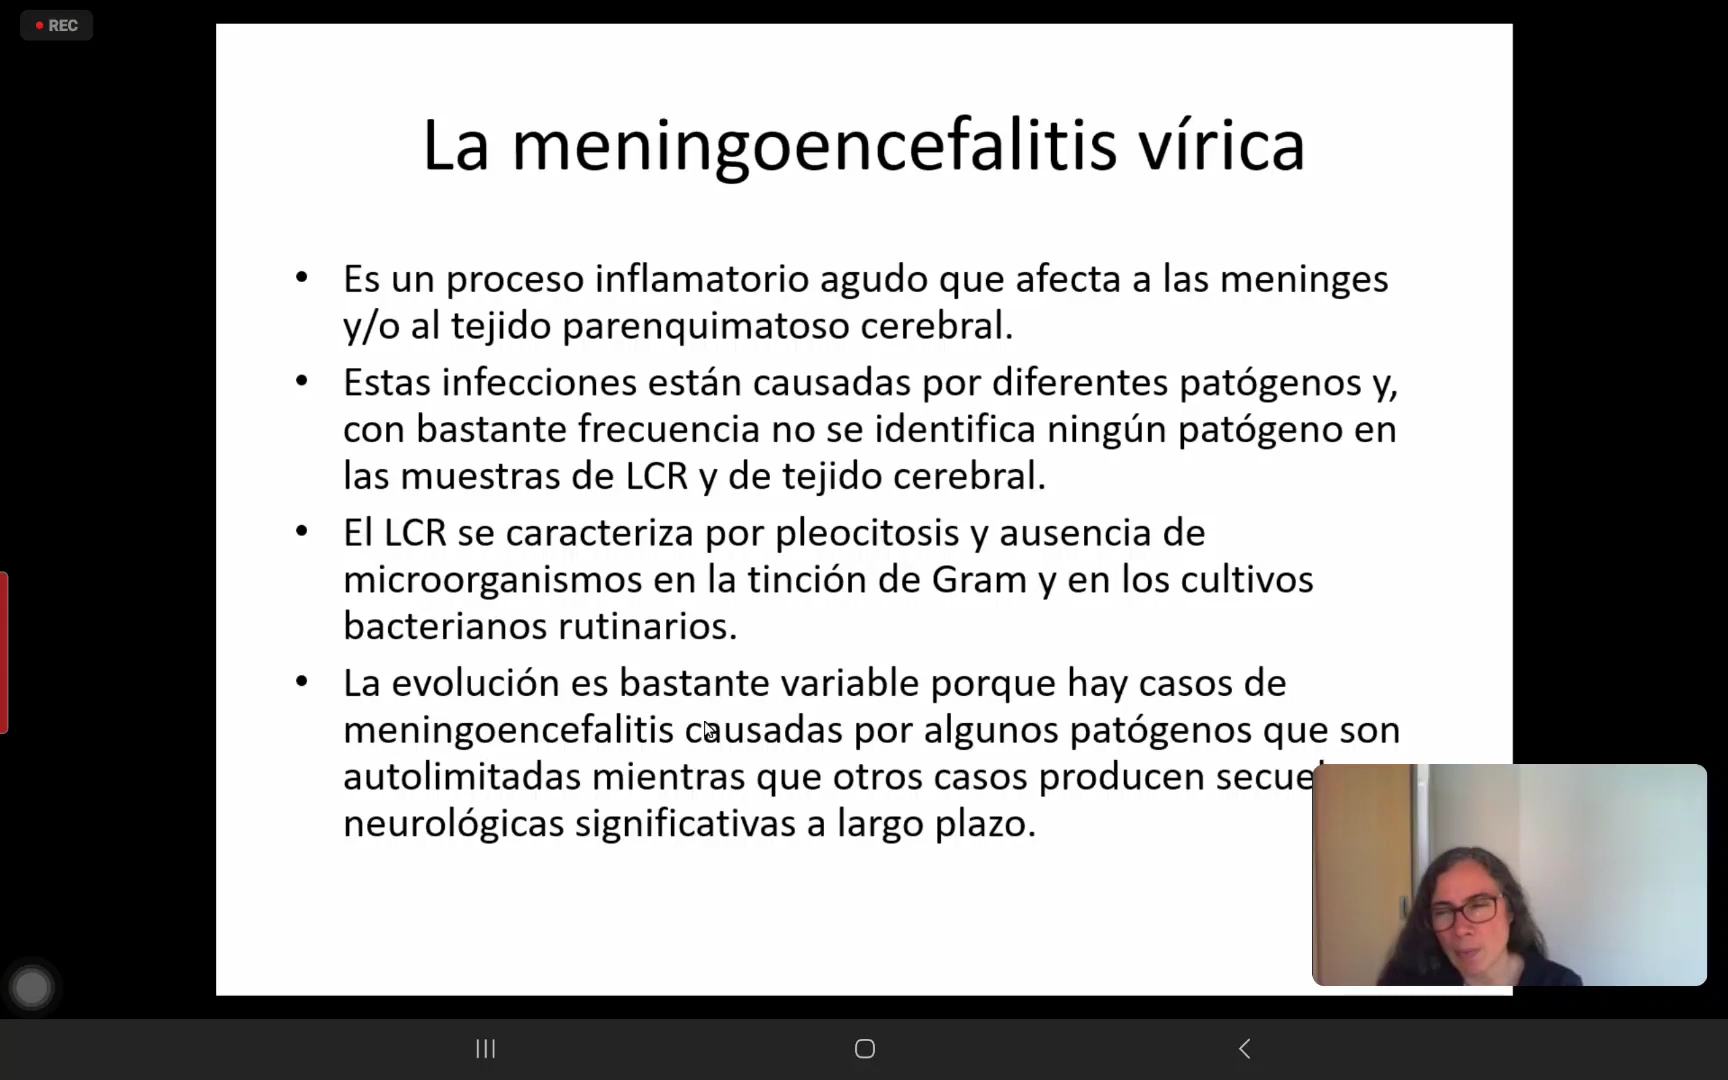 REC
La meningoencefalitis vírica
• Es un proceso inflamatorio agudo que afecta a las meninges
y/o al tejido parenquimatoso cerebral.
• Estas infecciones están causadas por diferentes patógenos y,
con bastante frecuencia no se identifica ningún patógeno en
las muestras de LCR y de tejido cerebral.
• El LCR se caracteriza por pleocitosis y ausencia de
microorganismos en la tinción de Gram y en los cultivos
bacterianos rutinarios.
• La evolución es bastante variable porque hay casos de
meningoencefalitis causadas por algunos patógenos que son
autolimitadas mientras que otros casos producen
neurológicas significativas a largo plazo.